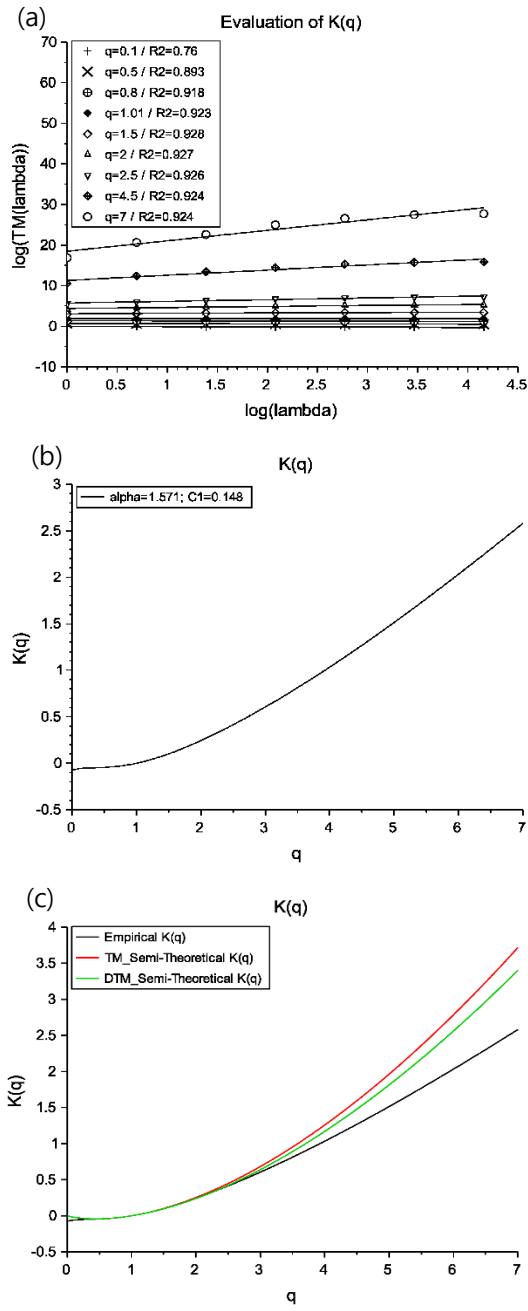 (a)
Evaluation of K(q)
70
60
50
40
30
20
10
0
-10
log(TM(lambda))
q=0.1 / R2=0.76
q=0.5 / R2=0.893
q=0.8 / R2=0.918
q=1.01 / R2=0.923
q=1.5 / R2=0.928
q=2 / R2=0.927
q=2.5 / R2=0.926
q=4.5 / R2=0.924
q=7 / R2=0.924
0 0.5 1 1.5 2 2.5 3 3.5 4 4.5
log(lambda)
(b)
K(q)
3
2.5
2
1.5
1
0.5
0
-0.5
K(q)
alpha=1.571; C1=0.148
0 1 2 3 4 5 6 7
q
(c)
K(q)
4
3.5
3
2.5
2
1.5
1
0.5
0
-0.5
K(q)
Empirical K(q)
TM_Semi-Theoretical K(q)
DTM_Semi-Theoretical K(q)
0 1 2 3 4 5 6 7
q